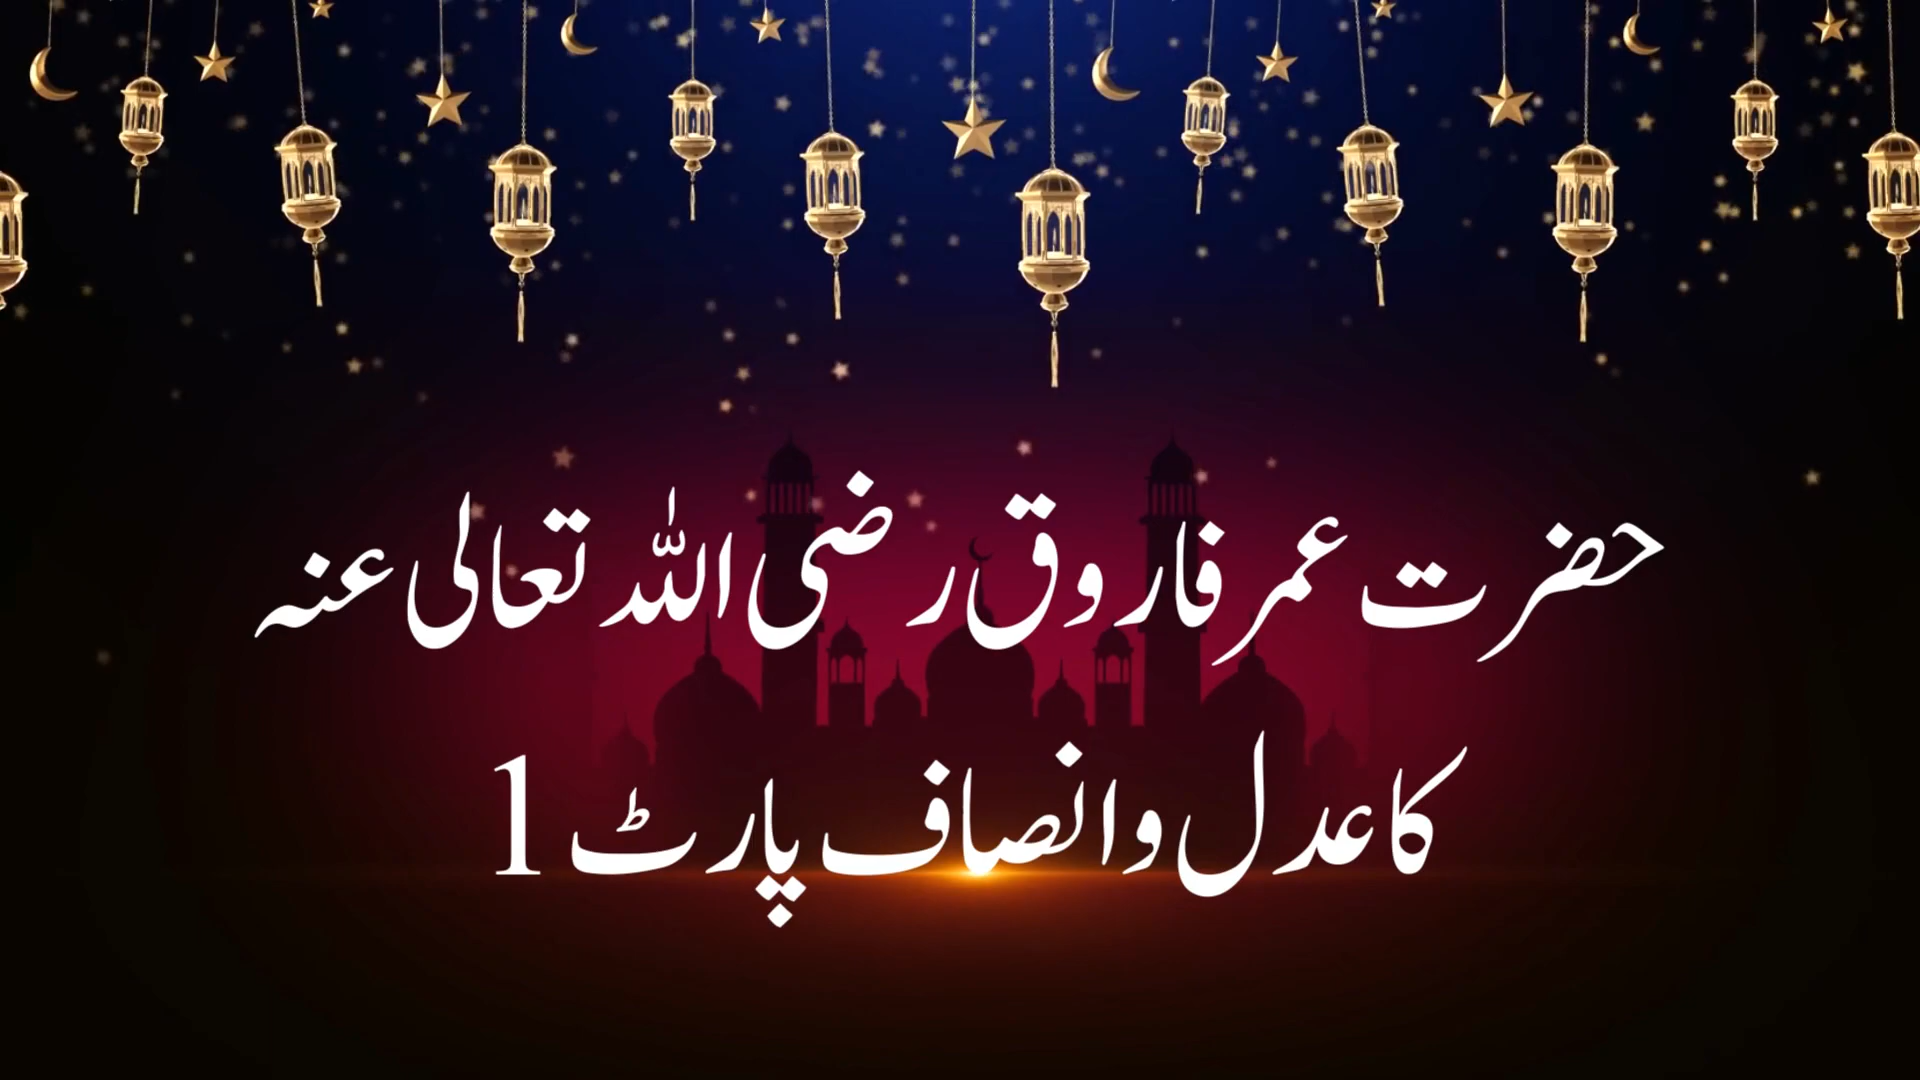 حضرت عمر فاروق رضی اللہ تعالی عنہ
کا عدل و انصاف پارٹ 1